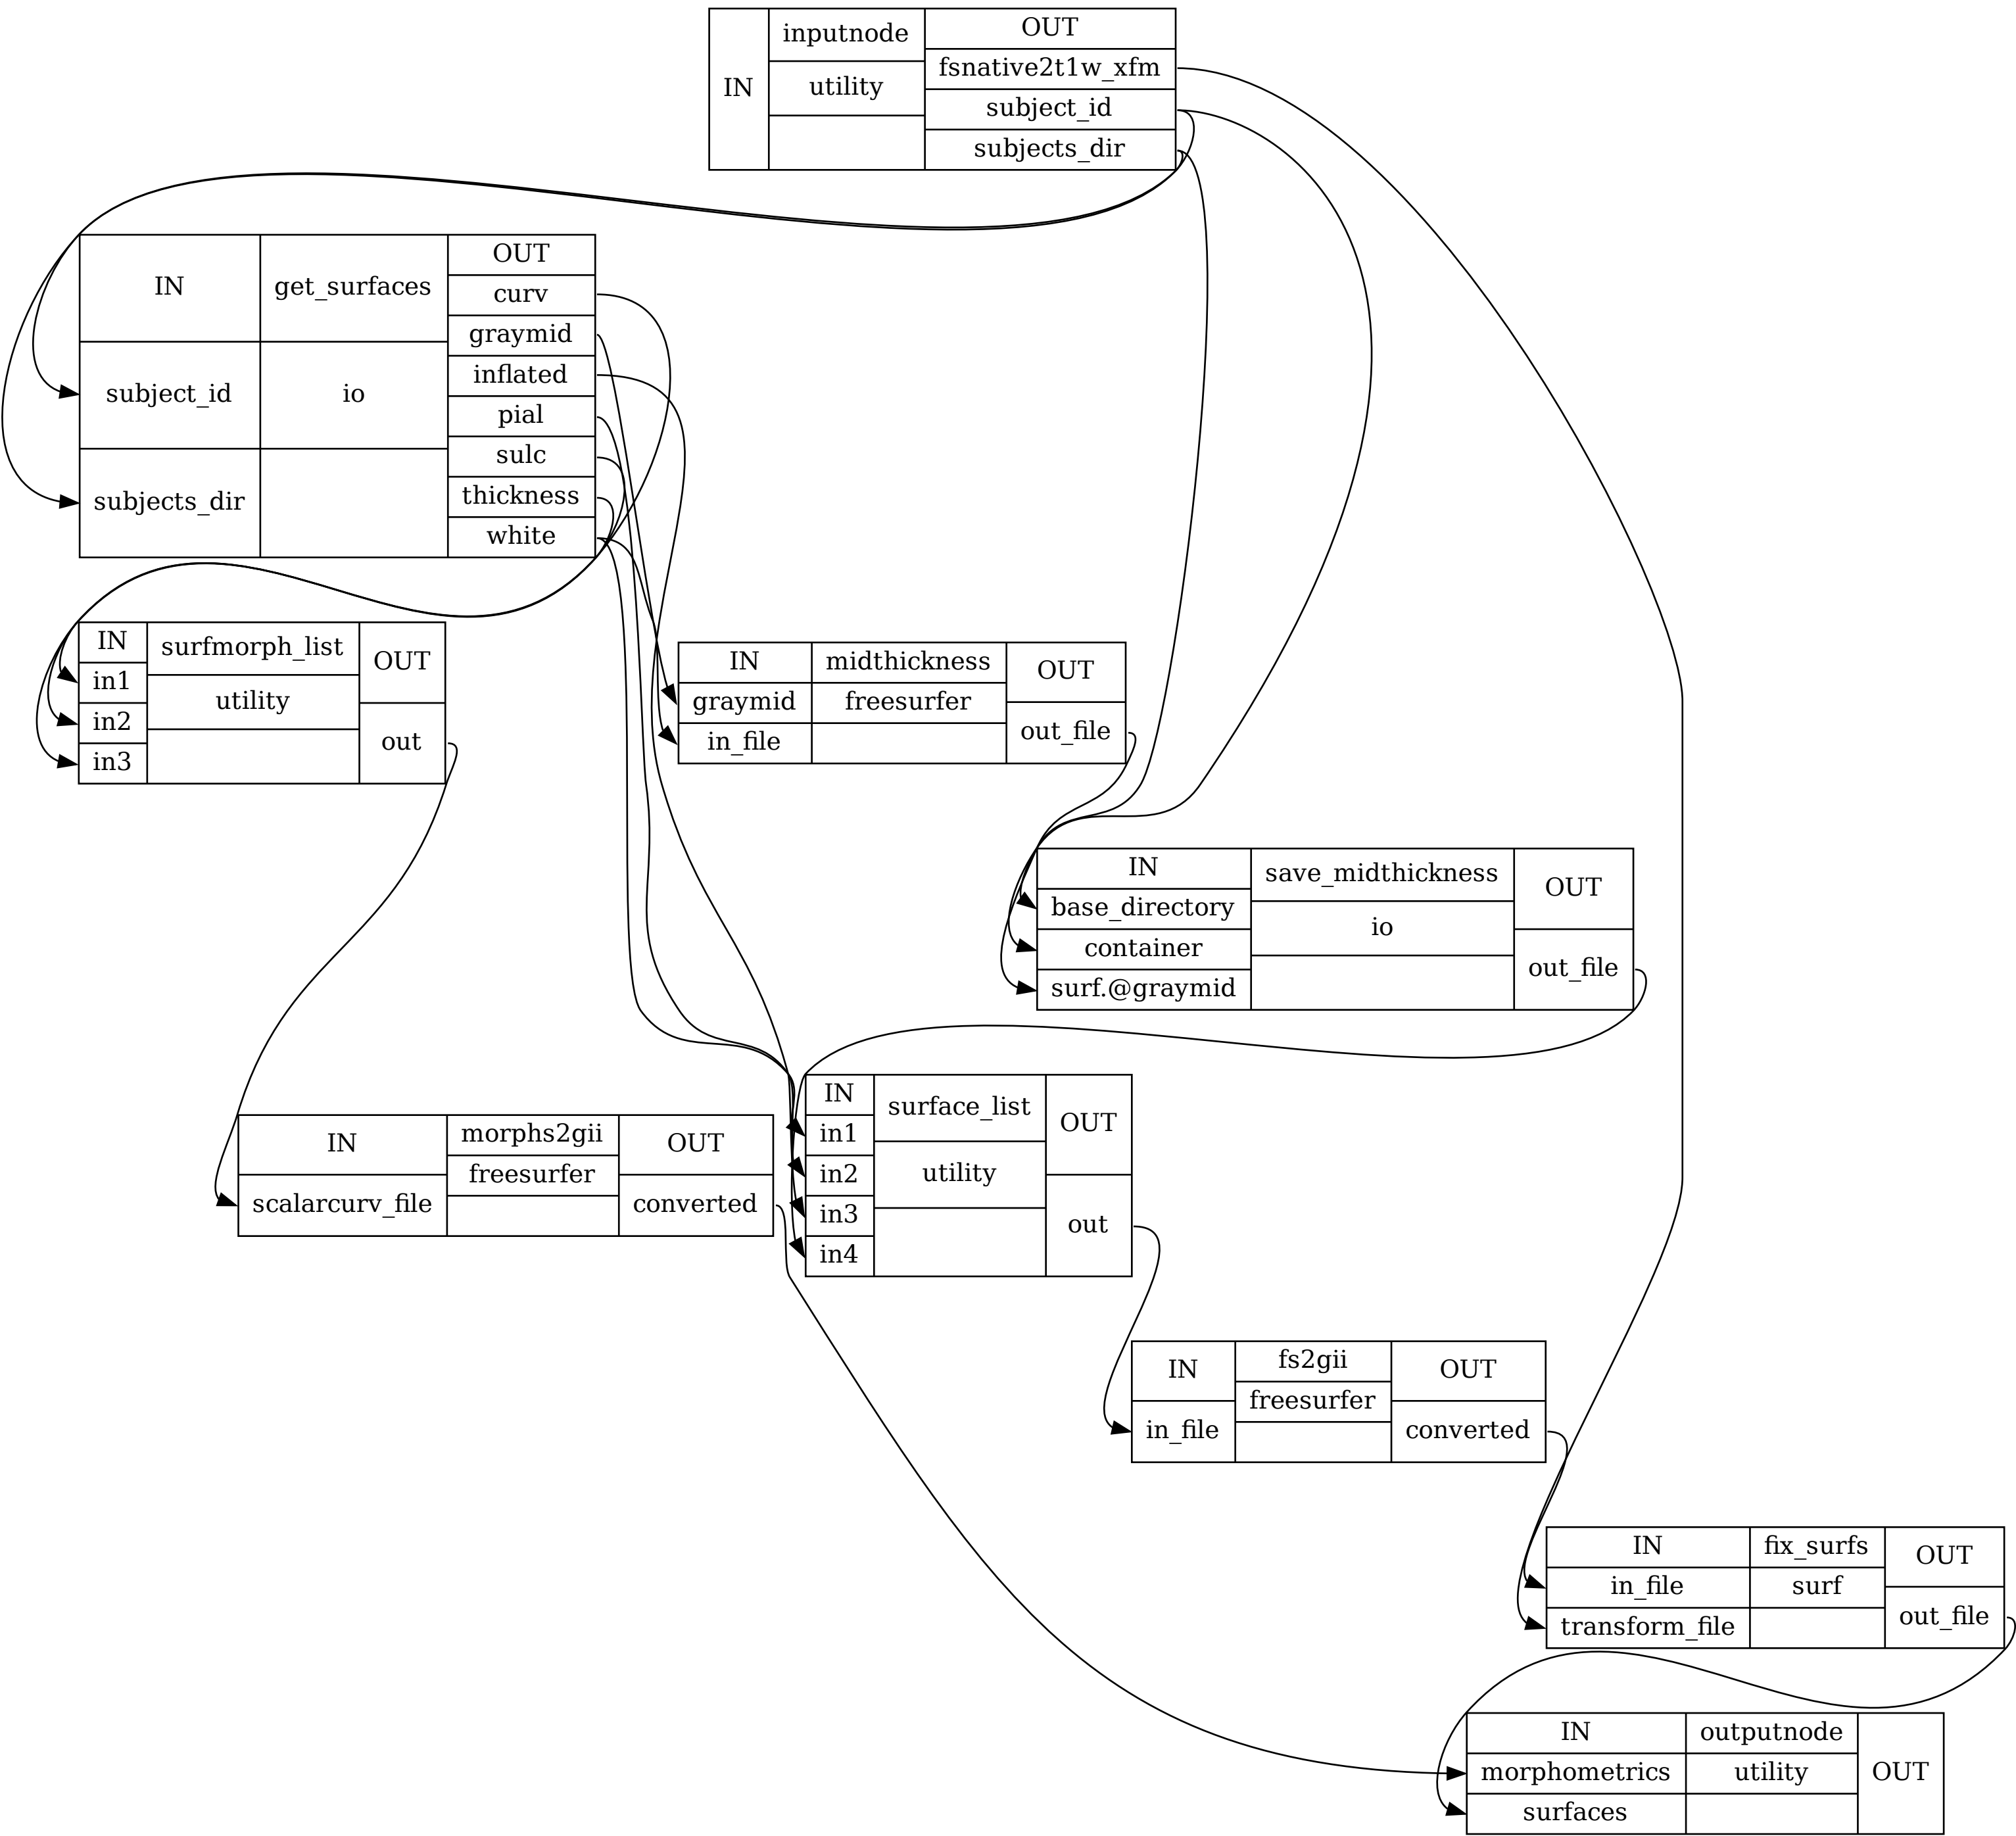 IN
inputnode
utility
OUT
fsnative2t1w_xfm
subject_id
subjects_dir
IN
subject_id
subjects_dir
get_surfaces
io
OUT
curv
graymid
inflated
pial
sulc
thickness
white
IN
in1
in2
in3
surfmorph_list
utility
OUT
out
IN
graymid
in_file
midthickness
freesurfer
OUT
out_file
IN
base_directory
container
surf.@graymid
save_midthickness
io
OUT
out_file
IN
scalarcurv_file
morphs2gii
freesurfer
OUT
converted
IN
in1
in2
in3
in4
surface_list
utility
OUT
out
IN
in_file
fs2gii
freesurfer
OUT
converted
IN
in_file
transform_file
fix_surfs
surf
OUT
out_file
IN
morphometrics
surfaces
outputnode
utility
OUT